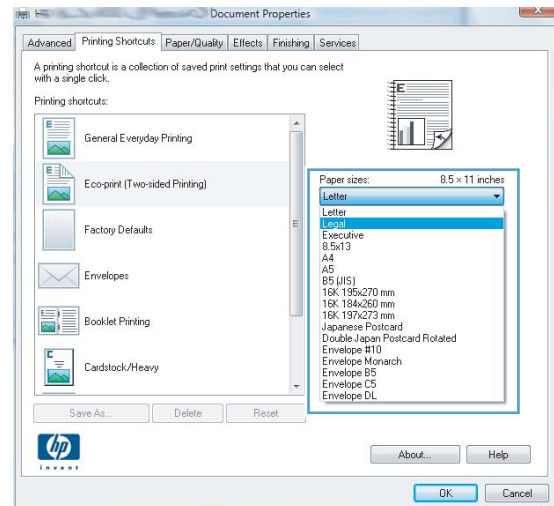 Document Properties
Advanced Printing Shortcuts Paper/Quality Effects Finishing Services
A printing shortcut is a collection of saved print settings that you can select
with a single click.
Printing shortcuts:
General Everyday Printing
Eco-print (Two-sided Printing)
Factory Defaults
Envelopes
Booklet Printing
Cardstock/Heavy
E
Paper sizes: 8.5 × 11 inches
Letter
Letter
Legal
Executive
8.5x13
A4
A5
B5 (JIS)
16K 195x270 mm
16K 184x260 mm
16K 197x273 mm
Japanese Postcard
Double Japan Postcard Rotated
Envelope #10
Envelope Monarch
Envelope B5
Envelope C5
Envelope DL
Save As... Delete Reset
hp
invent
About... Help
OK Cancel